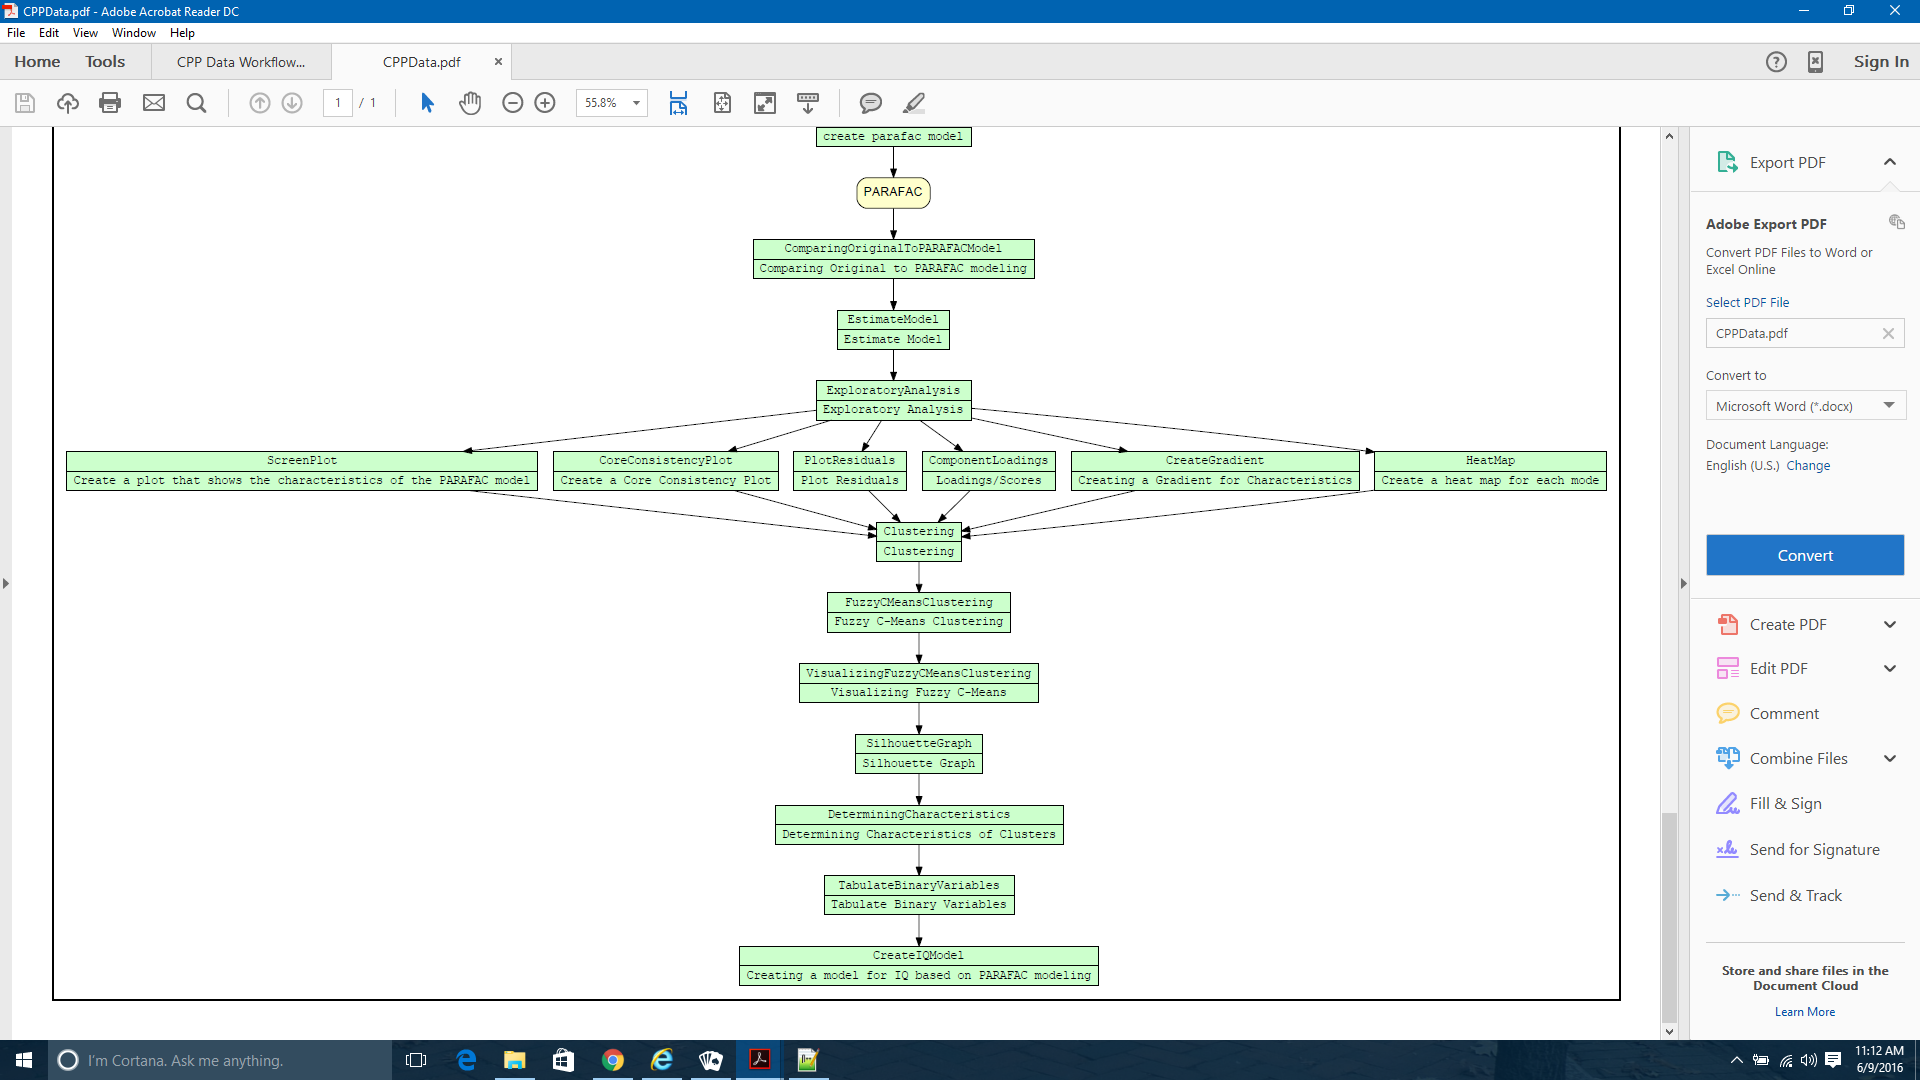 CPPData.pdf - Adobe Acrobat Reader DC
File Edit View Window Help
Home Tools CPP Data Workflow... CPPData.pdf Sign In
1 / 1 55.8%
create parafac model
PARAFAC
ComparingOriginalToPARAFACModel
Comparing Original to PARAFAC modeling
EstimateModel
Estimate Model
ExploratoryAnalysis
Exploratory Analysis
ScreenPlot
Create a plot that shows the characteristics of the PARAFAC model
CoreConsistencyPlot
Create a Core Consistency Plot
PlotResiduals
Plot Residuals
ComponentLoadings
Loadings/Scores
CreateGradient
Creating a Gradient for Characteristics
HeatMap
Create a heat map for each mode
Clustering
Clustering
FuzzyCMeansClustering
Fuzzy C-Means Clustering
VisualizingFuzzyCMeansClustering
Visualizing Fuzzy C-Means
SilhouetteGraph
Silhouette Graph
DeterminingCharacteristics
Determining Characteristics of Clusters
TabulateBinaryVariables
Tabulate Binary Variables
CreateIQModel
Creating a model for IQ based on PARAFAC modeling
Export PDF
Adobe Export PDF
Convert PDF Files to Word or
Excel Online
Select PDF File
CPPData.pdf
Convert to
Microsoft Word (*.docx)
Document Language:
English (U.S.) Change
Convert
Create PDF
Edit PDF
Comment
Combine Files
Fill & Sign
Send for Signature
Send & Track
Store and share files in the
Document Cloud
Learn More
I'm Cortana. Ask me anything.
11:12 AM
6/9/2016